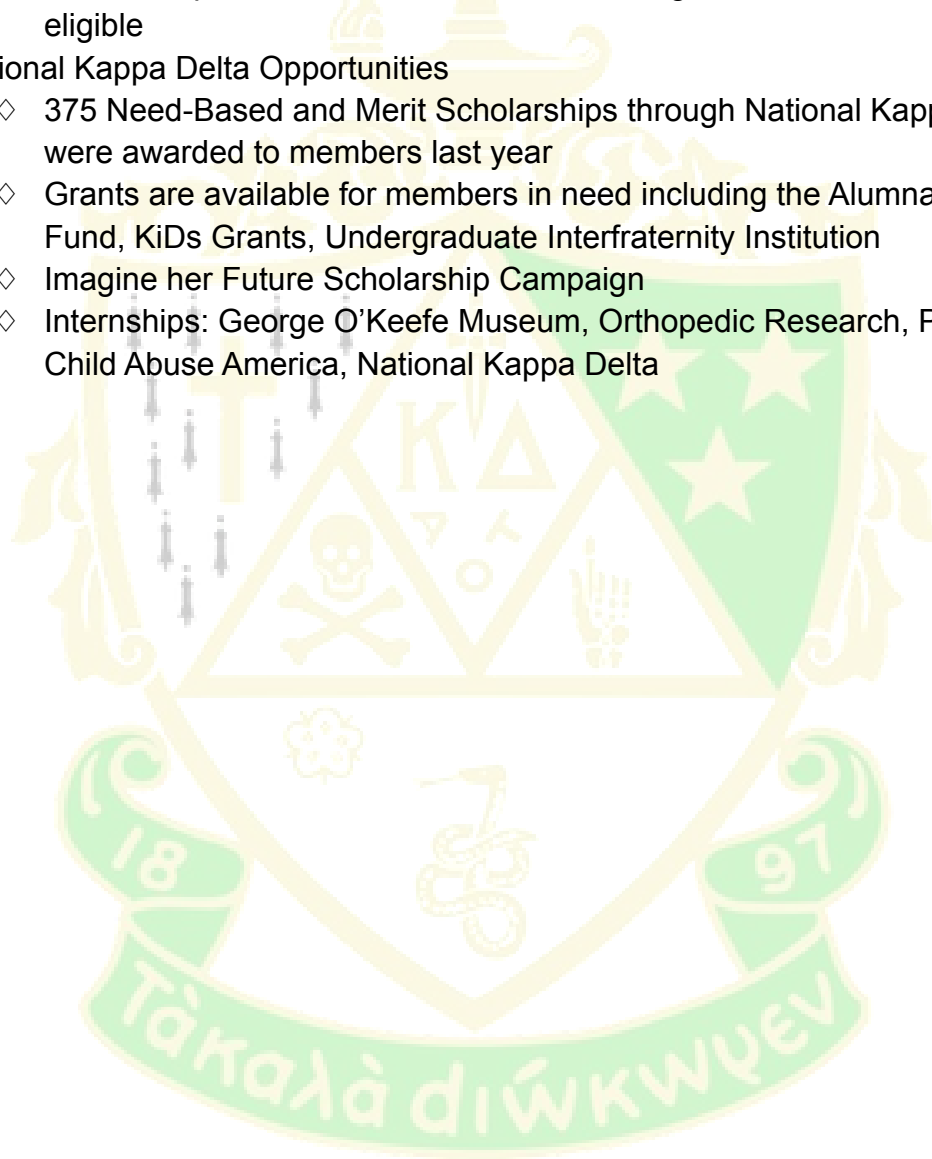 eligible
ional Kappa Delta Opportunities
◇ 375 Need-Based and Merit Scholarships through National Kapp
were awarded to members last year
◇ Grants are available for members in need including the Alumna
Fund, KiDs Grants, Undergraduate Interfraternity Institution
◇ Imagine her Future Scholarship Campaign
◇ Internships: George O'Keefe Museum, Orthopedic Research, P
Child Abuse America, National Kappa Delta
T
ΚΔ
Α Τ
Ο
18 97
Τὰ καλὰ διώκωμεν